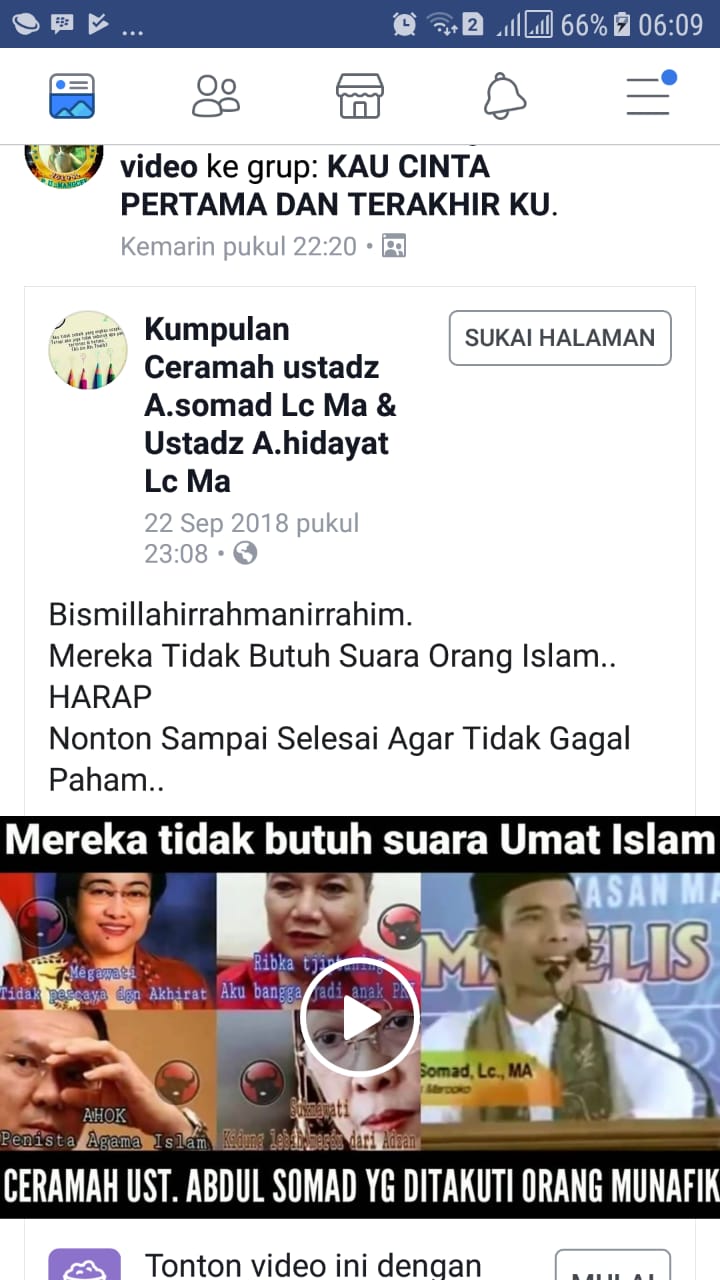 66% 06:09
2
video ke grup: KAU CINTA
PERTAMA DAN TERAKHIR KU.
Kemarin pukul 22:20
Kumpulan
Ceramah ustadz
A.somad Lc Ma &
Ustadz A.hidayat
Lc Ma
SUKAI HALAMAN
22 Sep 2018 pukul
23:08
Bismillahirrahmanirrahim.
Mereka Tidak Butuh Suara Orang Islam..
HARAP
Nonton Sampai Selesai Agar Tidak Gagal
Paham..
Mereka tidak butuh suara Umat Islam
Megawati
Tidak percaya dgn Akhirat
Ribka tjiptaning
Aku bangga jadi anak PK
YASAN MA
MAJELIS
AHOK
Penista Agama Islam
Sukmawati
Kidung lebih merdu dari Adzan
Somad, Lc., MA
Marocko
CERAMAH UST. ABDUL SOMAD YG DITAKUTI ORANG MUNAFIK
Tonton video ini dengan
MULAI